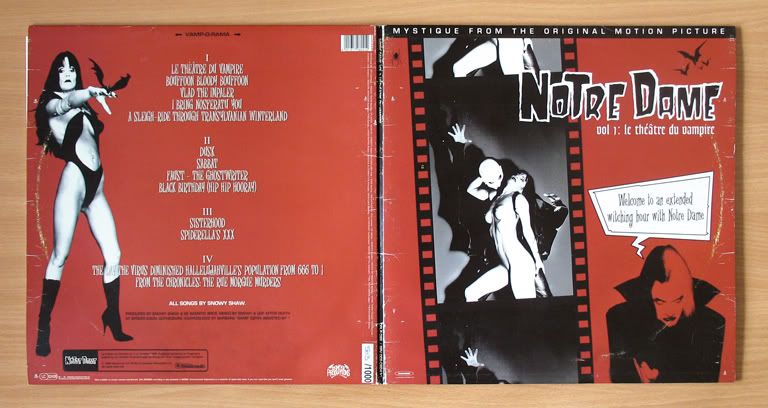 VAMP-O-RAMA
I
LE THÉÂTRE DU VAMPIRE
BOUFFOON BLOODY BOUFFOON
VLAD THE IMPALER
I BRING NOSFERATU YOU
A SLEIGH-RIDE THROUGH TRANSYLVANIAN WINTERLAND
II
DUSK
SABBAT
FAUST - THE GHOSTWRITER
BLACK BIRTHDAY (HIP HIP HOORAY)
III
SISTERHOOD
SPIDERELLA'S XXX
IV
THE VIRUS DIMINISHED HALLELUJAHVILLE'S POPULATION FROM 666 TO 1
FROM THE CHRONICLES: THE RUE MORGUE MURDERS
ALL SONGS BY SNOWY SHAW.
NOTRE DAME
/1000
MYSTIQUE FROM THE ORIGINAL MOTION PICTURE
NOTRE DAME
vol 1: le théâtre du vampire
Welcome to an extended
witching hour with Notre Dame